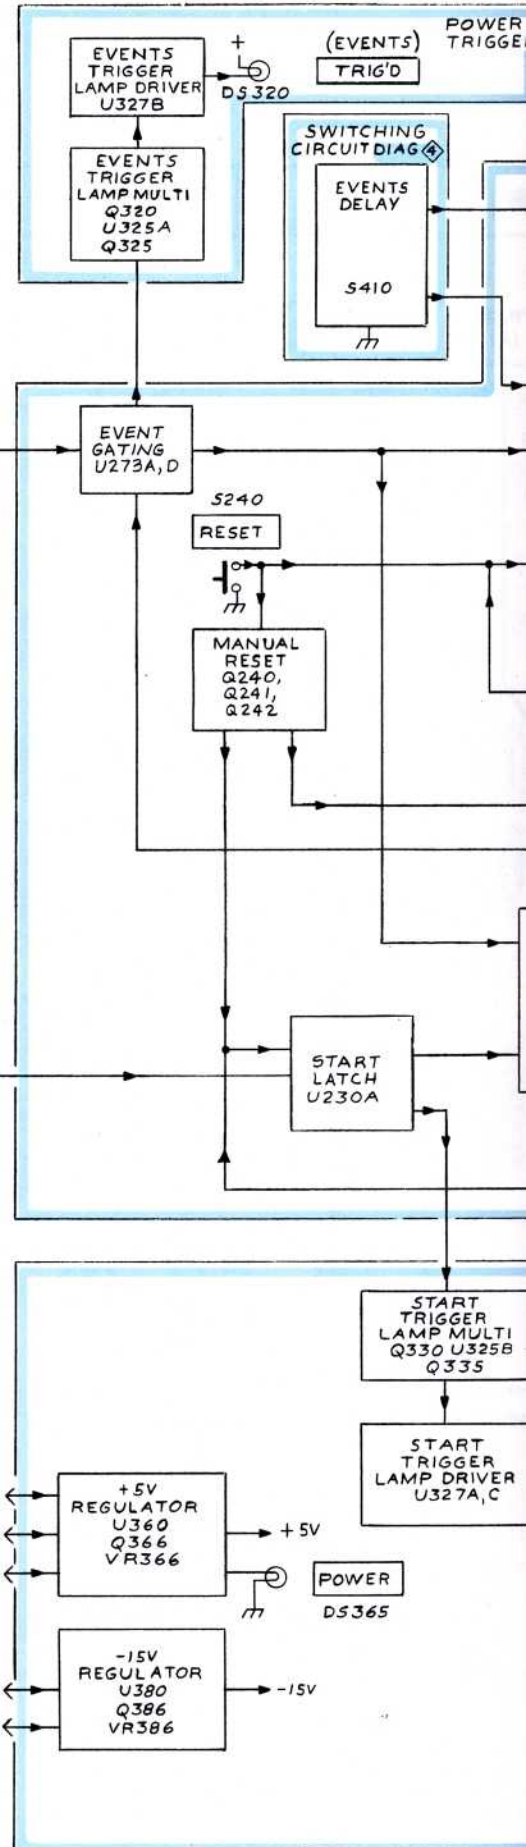 POWER
TRIGGER
EVENTS
TRIGGER
LAMP DRIVER
U327B
+
DS320
(EVENTS)
TRIG'D
EVENTS
TRIGGER
LAMP MULTI
Q320
U325A
Q325
SWITCHING
CIRCUIT DIAG 4
EVENTS
DELAY
S410
EVENT
GATING
U273A, D
S240
RESET
MANUAL
RESET
Q240,
Q241,
Q242
START
LATCH
U230A
START
TRIGGER
LAMP MULTI
Q330 U325B
Q335
START
TRIGGER
LAMP DRIVER
U327A, C
+5V
REGULATOR
U360
Q366
VR366
+5V
POWER
DS365
-15V
REGULATOR
U380
Q386
VR386
-15V